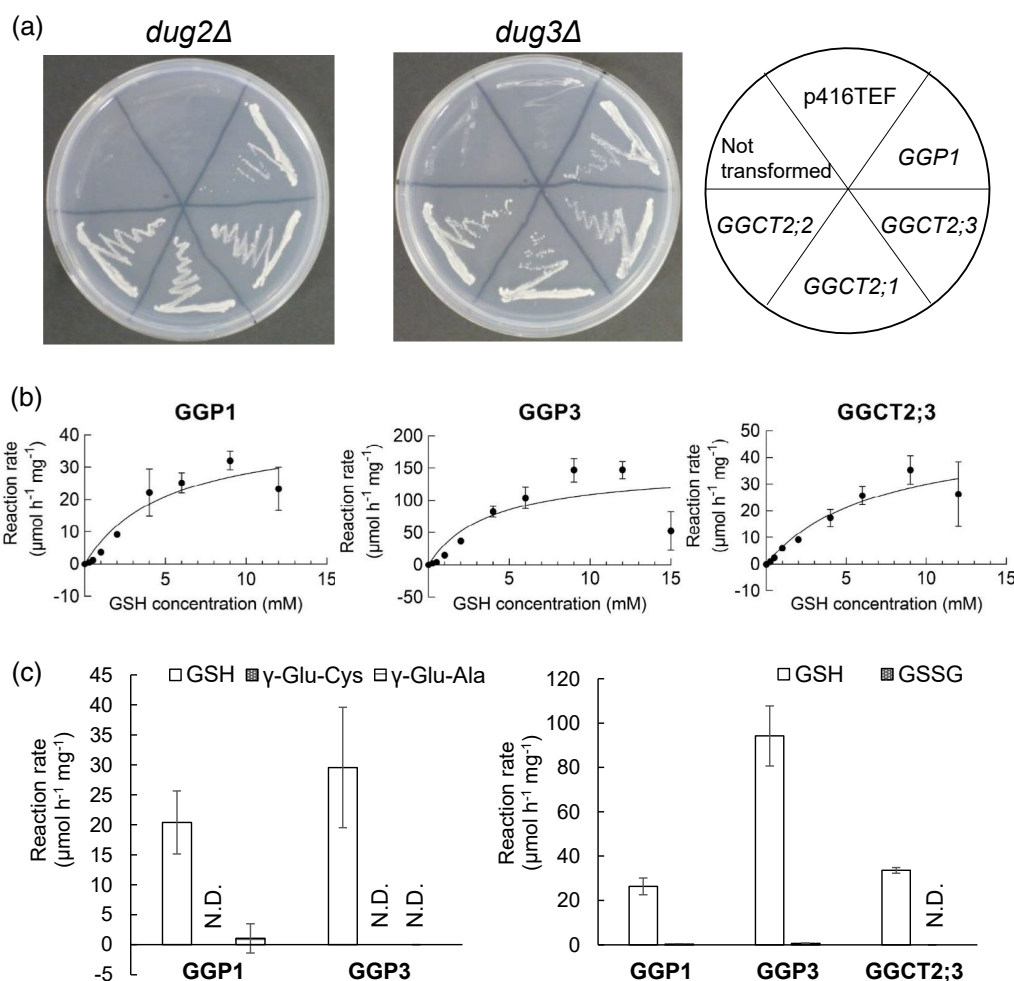 (a)
dug2Δ
dug3Δ
p416TEF
Not
transformed
GGP1
GGCT2;2
GGCT2;3
GGCT2;1
(b)
GGP1
Reaction rate
(µmol h-1 mg-1)
40
30
20
10
0
-10
5
10
15
GSH concentration (mM)
GGP3
Reaction rate
(µmol h-1 mg-1)
200
150
100
50
0
-50
5
10
15
GSH concentration (mM)
GGCT2;3
Reaction rate
(µmol h-1 mg-1)
50
40
30
20
10
0
-10
5
10
15
GSH concentration (mM)
(c)
GSH γ-Glu-Cys γ-Glu-Ala
Reaction rate
(µmol h-1 mg-1)
45
40
35
30
25
20
15
10
5
0
-5
N.D.
N.D.
N.D.
GGP1 GGP3
GSH GSSG
Reaction rate
(µmol h-1 mg-1)
120
100
80
60
40
20
0
N.D.
GGP1 GGP3 GGCT2;3